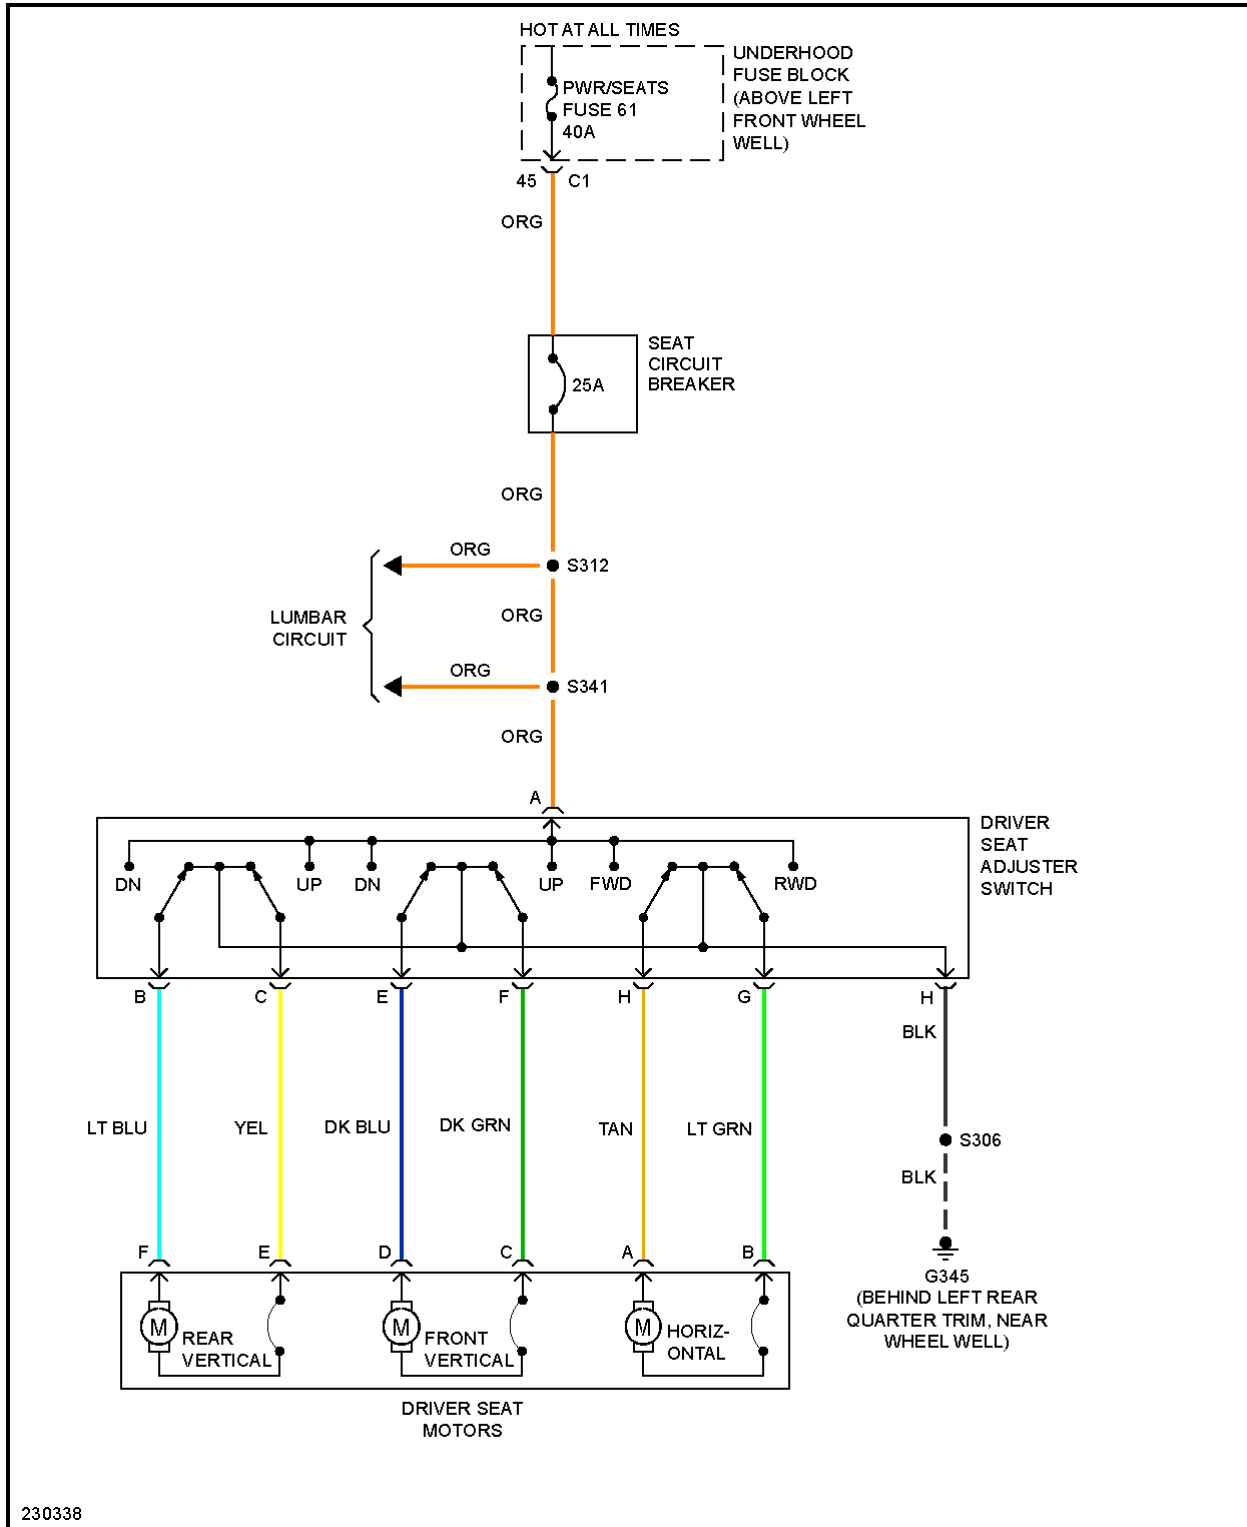 HOT AT ALL TIMES
UNDERHOOD
FUSE BLOCK
(ABOVE LEFT
FRONT WHEEL
WELL)
PWR/SEATS
FUSE 61
40A
45 C1
ORG
SEAT
CIRCUIT
BREAKER
25A
ORG
ORG
S312
LUMBAR
CIRCUIT
ORG
ORG
S341
ORG
A
DRIVER
SEAT
ADJUSTER
SWITCH
DN UP DN UP FWD RWD
B C E F H G H
BLK
LT BLU YEL DK BLU DK GRN TAN LT GRN
S306
BLK
F E D C A B
G345
(BEHIND LEFT REAR
QUARTER TRIM, NEAR
WHEEL WELL)
M
REAR
VERTICAL
M
FRONT
VERTICAL
M
HORIZ-
ONTAL
DRIVER SEAT
MOTORS
230338